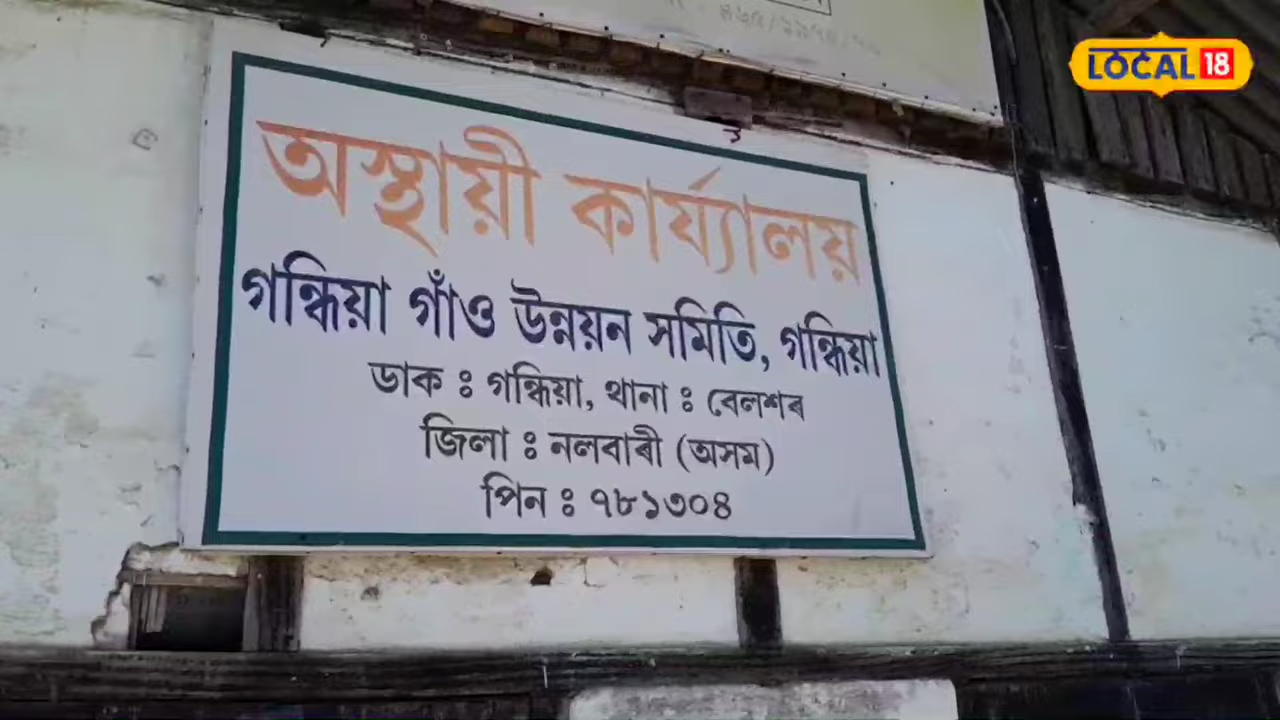 LOCAL 18
অস্থায়ী কাৰ্য্যালয়
গন্ধিয়া গাঁও উন্নয়ন সমিতি, গন্ধিয়া
ডাক ঃ গন্ধিয়া, থানা ঃ বেলশৰ
জিলা ঃ নলবাৰী (অসম)
পিন ঃ ৭৮১৩০৪